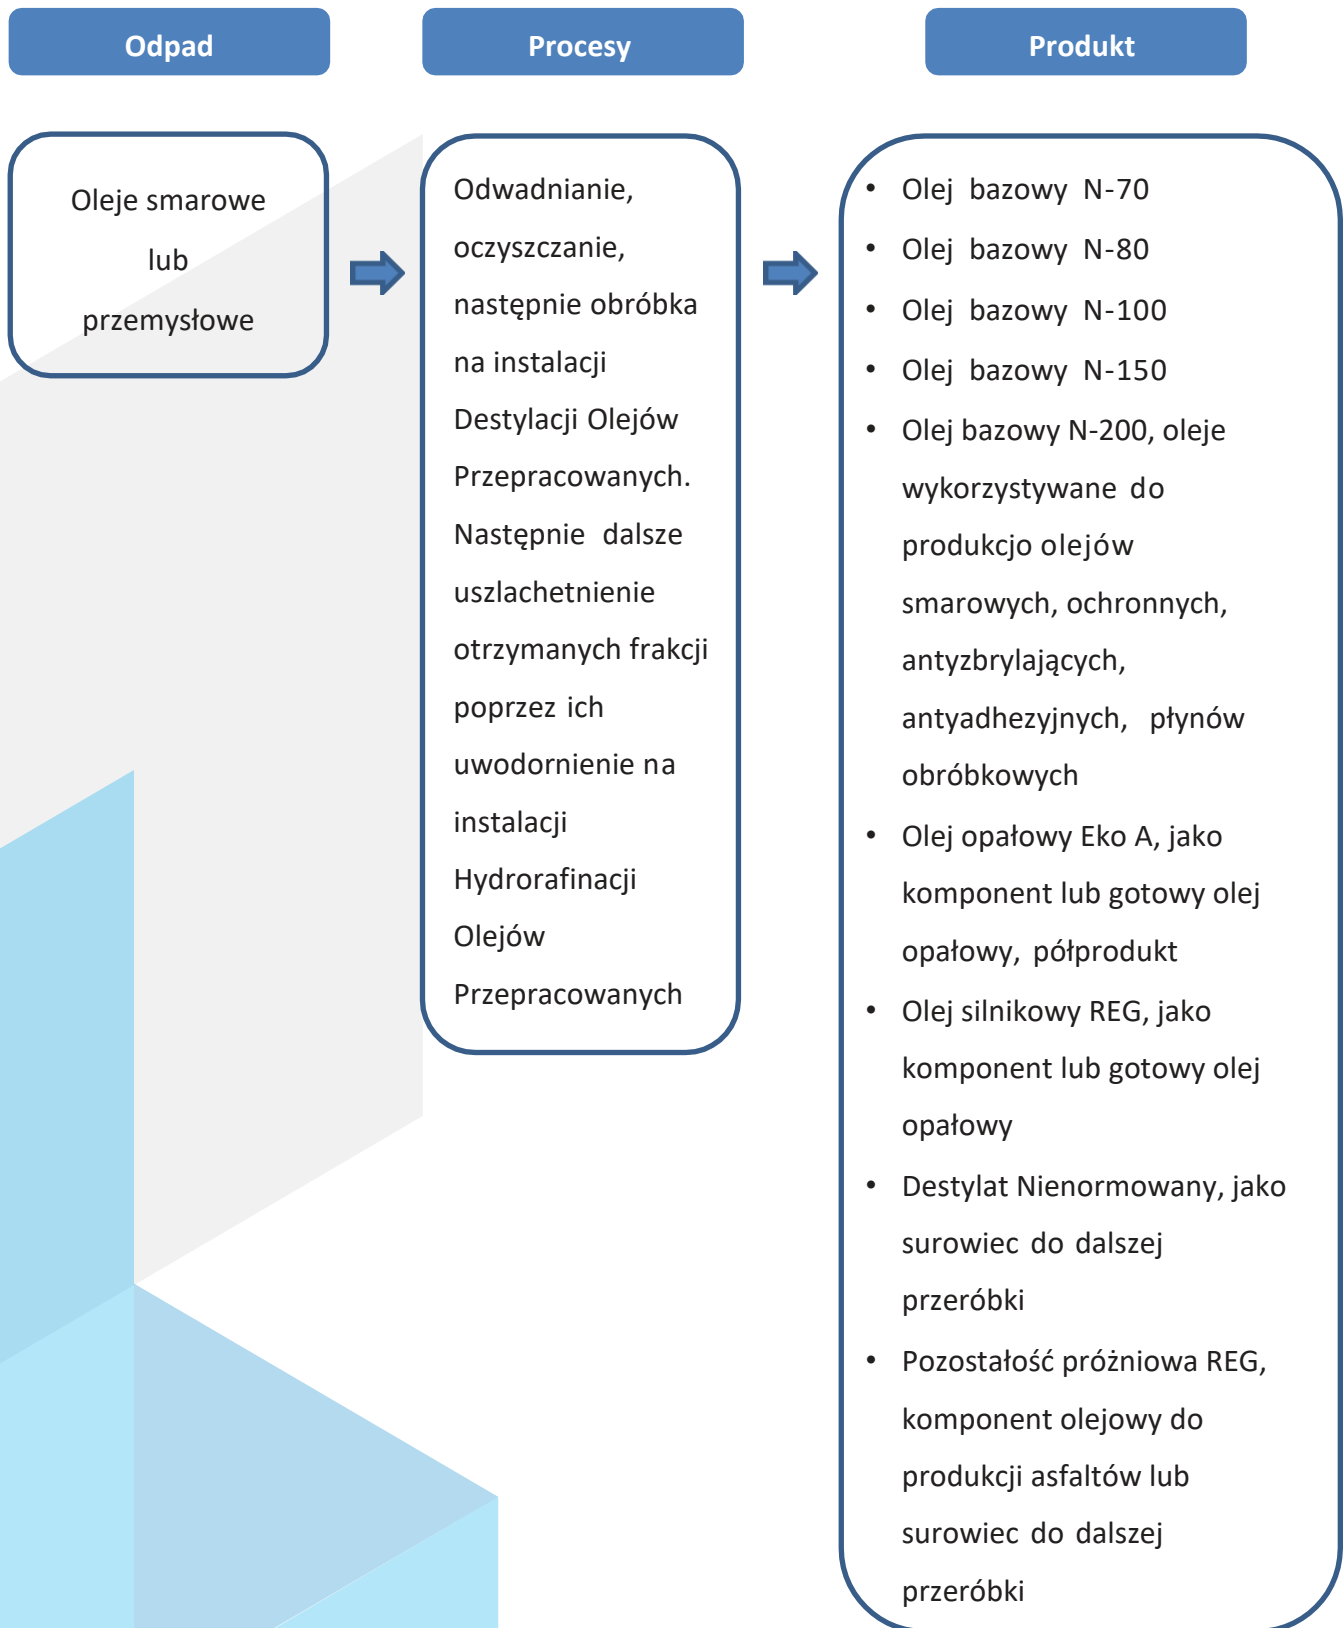 Odpad
Procesy
Produkt
Oleje smarowe
lub
przemysłowe
Odwadnianie,
oczyszczanie,
następnie obróbka
na instalacji
Destylacji Olejów
Przepracowanych.
Następnie dalsze
uszlachetnienie
otrzymanych frakcji
poprzez ich
uwodornienie na
instalacji
Hydrorafinacji
Olejów
Przepracowanych
• Olej bazowy N-70
• Olej bazowy N-80
• Olej bazowy N-100
• Olej bazowy N-150
• Olej bazowy N-200, oleje
wykorzystywane do
produkcjo olejów
smarowych, ochronnych,
antyzbrylających,
antyadhezyjnych, płynów
obróbkowych
• Olej opałowy Eko A, jako
komponent lub gotowy olej
opałowy, półprodukt
• Olej silnikowy REG, jako
komponent lub gotowy olej
opałowy
• Destylat Nienormowany, jako
surowiec do dalszej
przeróbki
• Pozostałość próżniowa REG,
komponent olejowy do
produkcji asfaltów lub
surowiec do dalszej
przeróbki